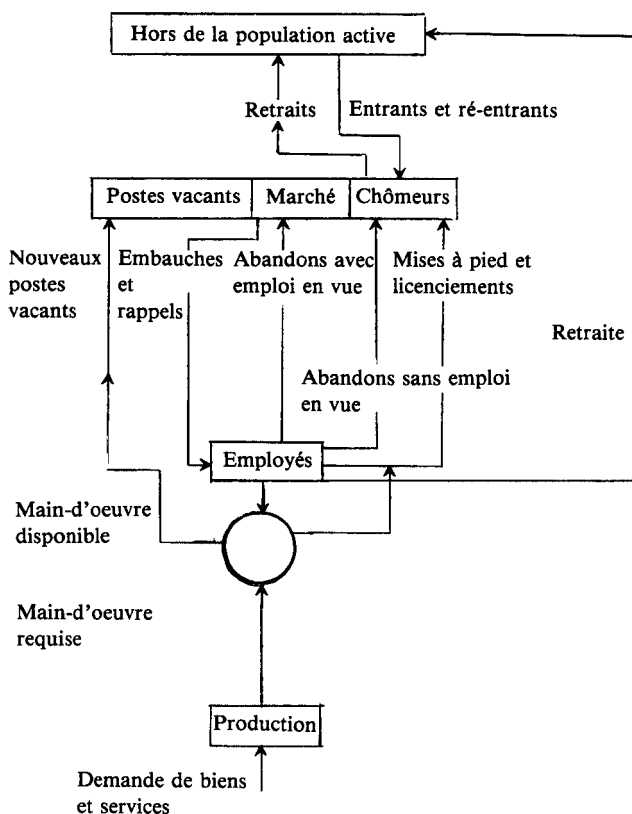 Hors de la population active
Retraits
Entrants et ré-entrants
Postes vacants
Marché
Chômeurs
Nouveaux
postes
vacants
Embauches
et
rappels
Abandons avec
emploi en vue
Mises à pied et
licenciements
Retraite
Abandons sans emploi
en vue
Employés
Main-d'oeuvre
disponible
Main-d'oeuvre
requise
Production
Demande de biens
et services